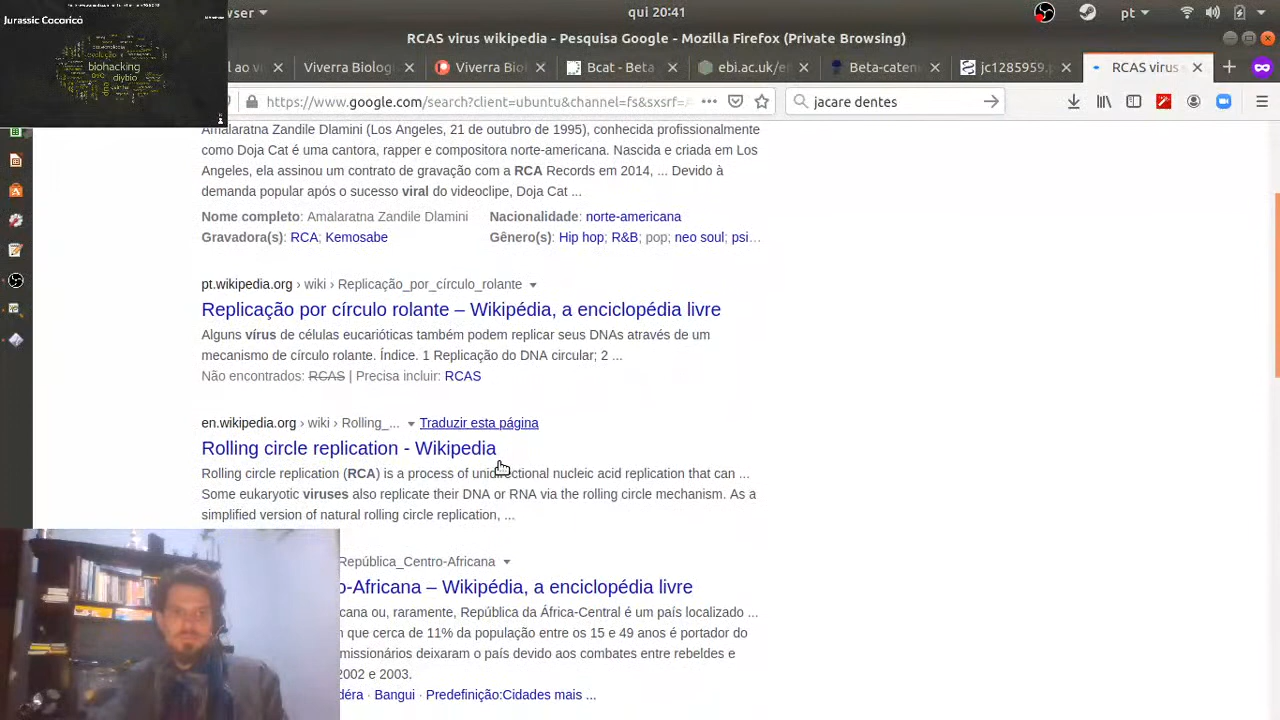 wser
qui 20:41
pt
Jurassic Cocoricó
RCAS virus wikipedia - Pesquisa Google - Mozilla Firefox (Private Browsing)
biohacking
diybio
al ao v
Viverra Biolog
Viverra Bio
Bcat - Beta
ebi.ac.uk/
Beta-caten
jc1285959.p
RCAS virus
https://www.google.com/search?client=ubuntu&channel=fs&sxsrf=
jacare dentes
Amalaratna Zandile Dlamini (Los Angeles, 21 de outubro de 1995), conhecida profissionalmente
como Doja Cat é uma cantora, rapper e compositora norte-americana. Nascida e criada em Los
Angeles, ela assinou um contrato de gravação com a RCA Records em 2014, ... Devido à
demanda popular após o sucesso viral do videoclipe, Doja Cat ...
Nome completo: Amalaratna Zandile Dlamini Nacionalidade: norte-americana
Gravadora(s): RCA; Kemosabe Gênero(s): Hip hop; R&B; pop; neo soul; psi...
pt.wikipedia.org › wiki › Replicação_por_círculo_rolante
Replicação por círculo rolante – Wikipédia, a enciclopédia livre
Alguns vírus de células eucarióticas também podem replicar seus DNAs através de um
mecanismo de círculo rolante. Índice. 1 Replicação do DNA circular; 2 ...
Não encontrados: RCAS | Precisa incluir: RCAS
en.wikipedia.org › wiki › Rolling_... Traduzir esta página
Rolling circle replication - Wikipedia
Rolling circle replication (RCA) is a process of unidirectional nucleic acid replication that can ...
Some eukaryotic viruses also replicate their DNA or RNA via the rolling circle mechanism. As a
simplified version of natural rolling circle replication, ...
República_Centro-Africana
o-Africana – Wikipédia, a enciclopédia livre
cana ou, raramente, República da África-Central é um país localizado ...
m que cerca de 11% da população entre os 15 e 49 anos é portador do
missionários deixaram o país devido aos combates entre rebeldes e
2002 e 2003.
déra · Bangui · Predefinição:Cidades mais ...